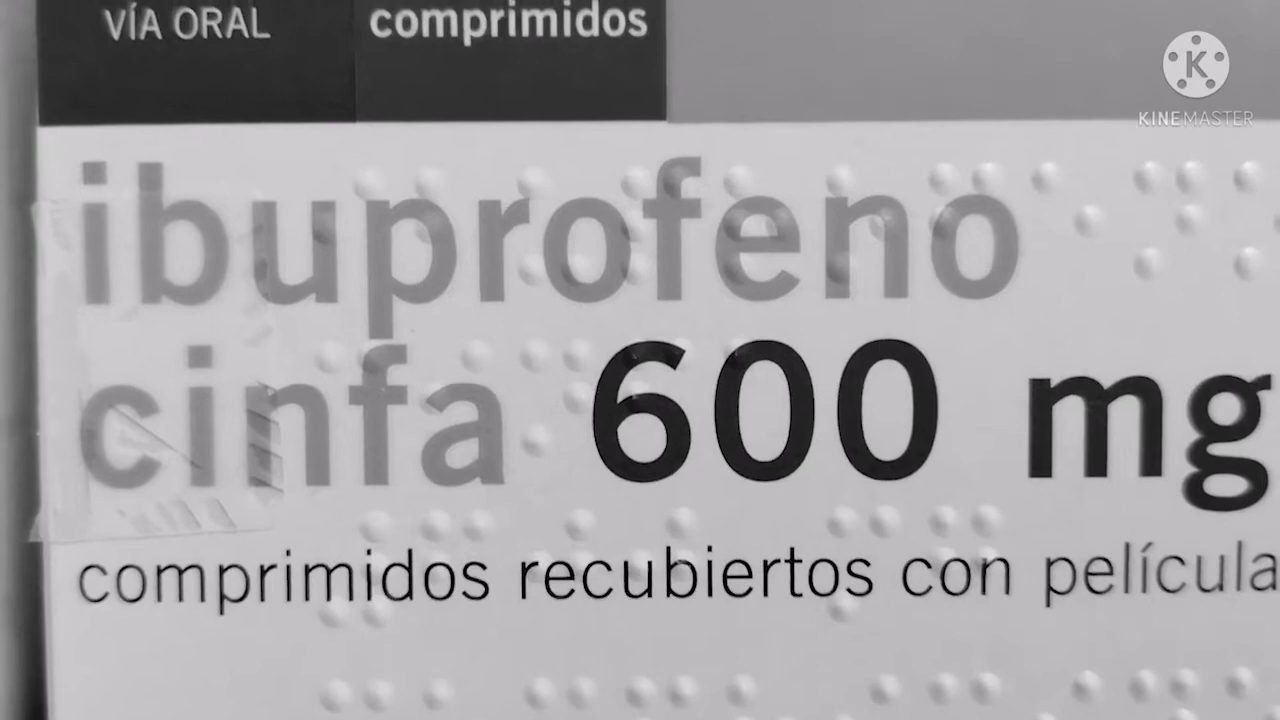 VÍA ORAL
comprimidos
KINEMASTER
ibuprofeno
cinfa 600 mg
comprimidos recubiertos con película